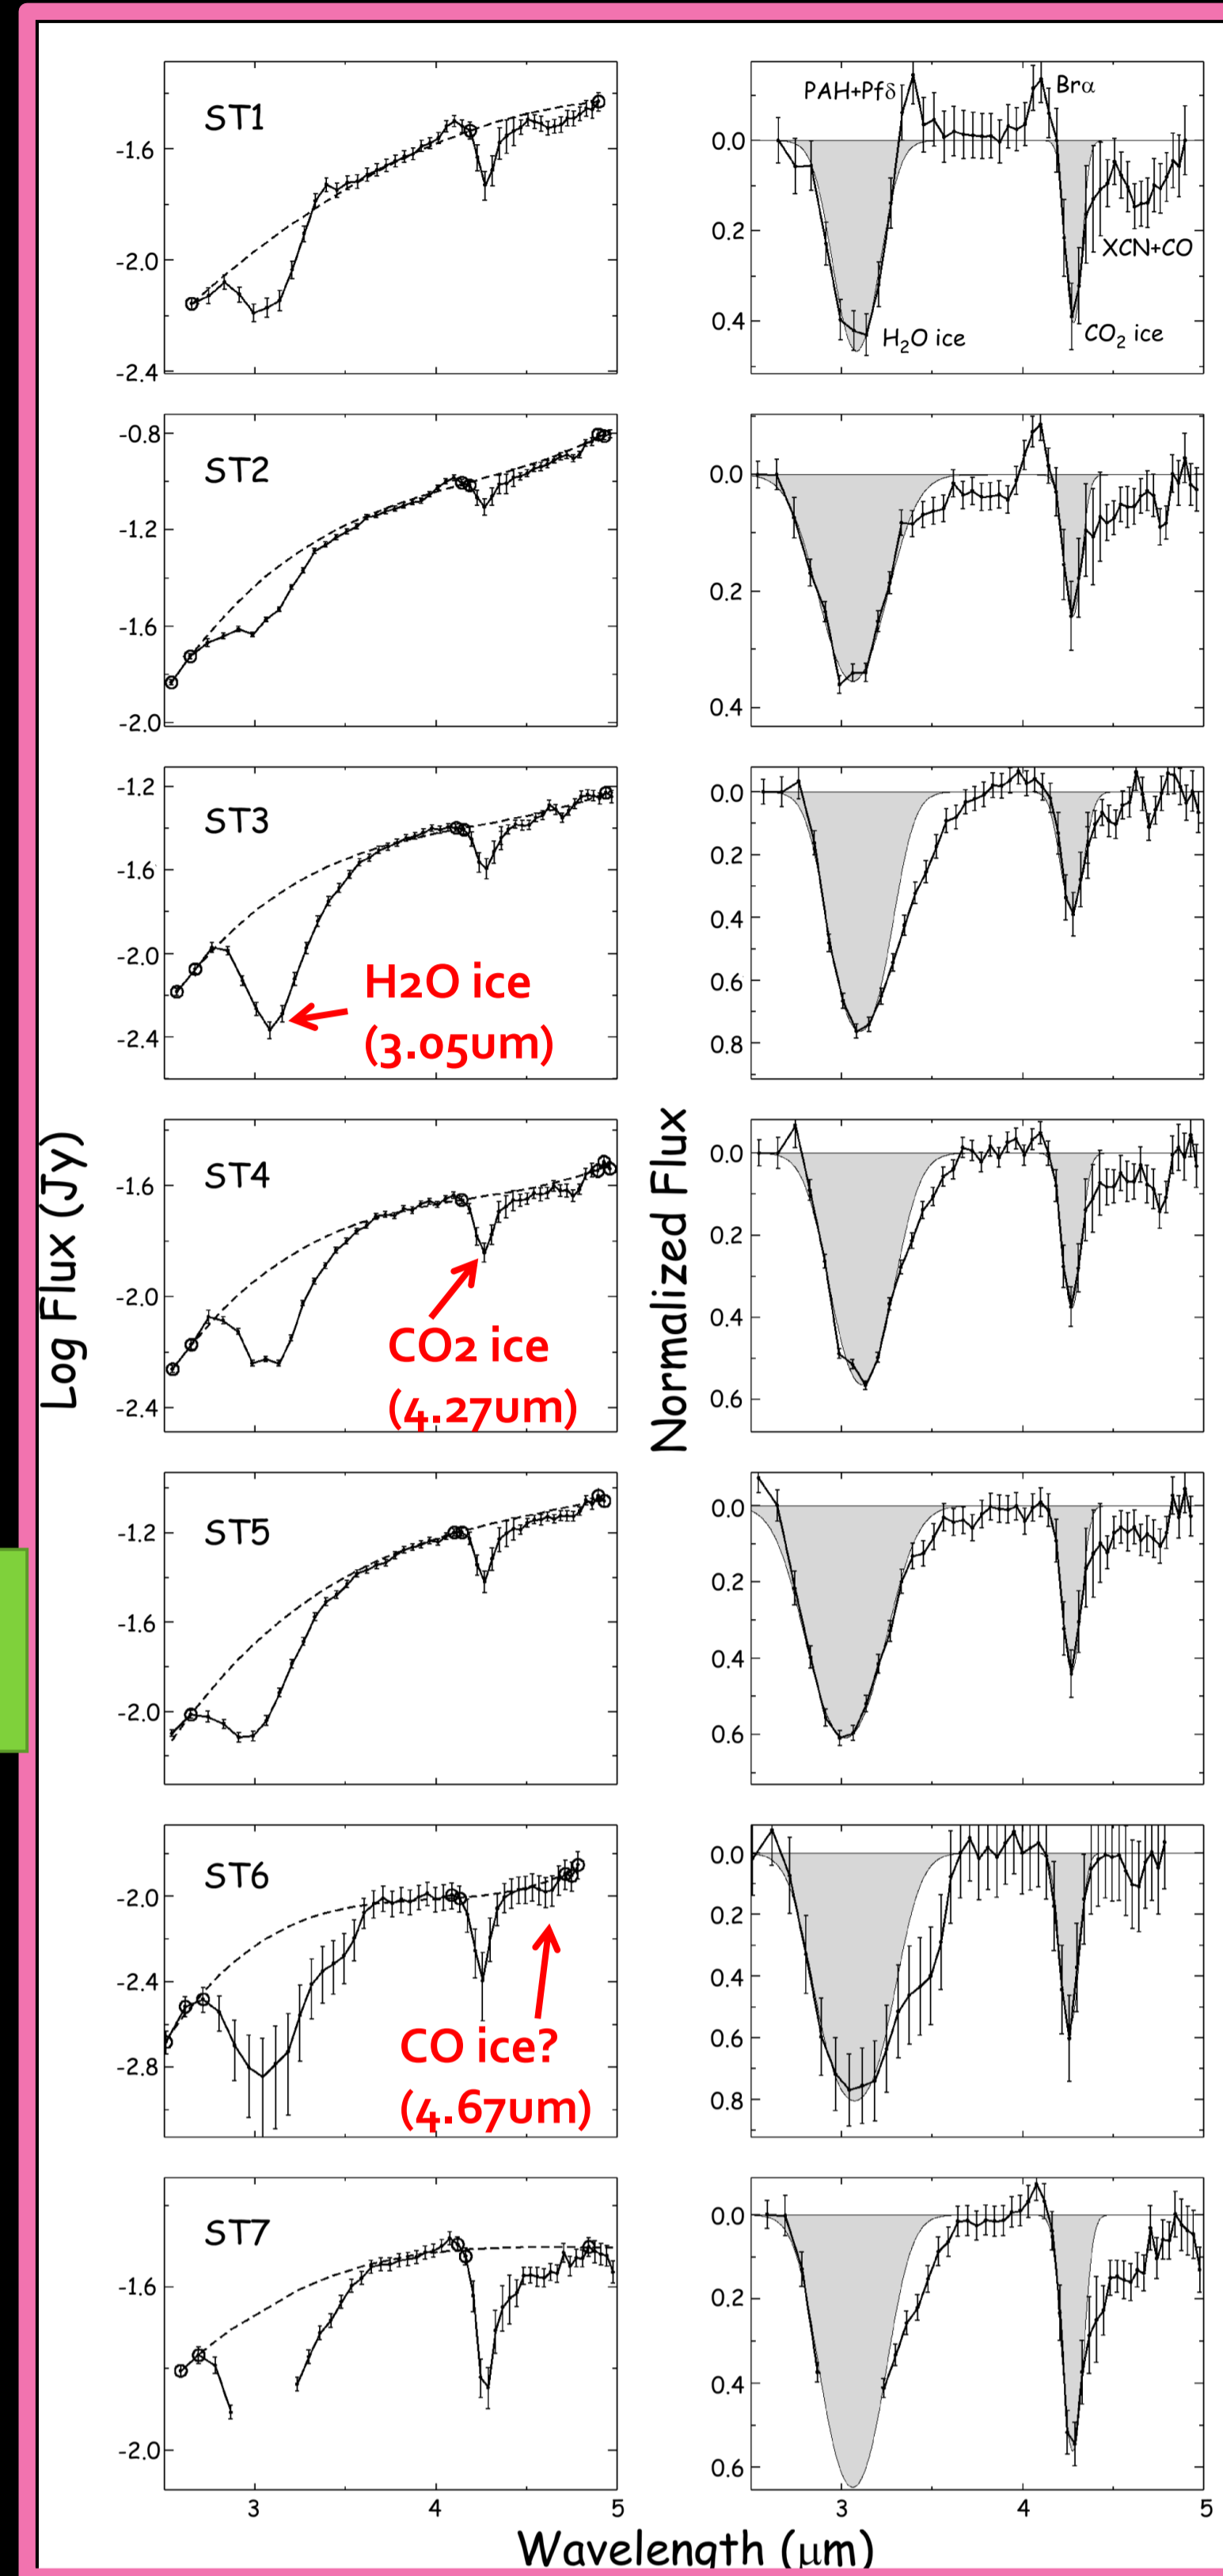 ST1
-1.6
-2.0
-2.4
PAH+Pfδ
Brα
0.0
0.2
0.4
H2O ice
XCN+CO
CO2 ice
ST2
-0.8
-1.2
-1.6
-2.0
0.0
0.2
0.4
ST3
-1.2
-1.6
-2.0
-2.4
H2O ice
(3.05um)
0.0
0.2
0.4
0.6
0.8
Log Flux (Jy)
ST4
-1.6
-2.0
-2.4
CO2 ice
(4.27um)
Normalized Flux
0.0
0.2
0.4
0.6
ST5
-1.2
-1.6
-2.0
0.0
0.2
0.4
0.6
ST6
-2.0
-2.4
-2.8
CO ice?
(4.67um)
0.0
0.2
0.4
0.6
0.8
ST7
-1.6
-2.0
0.0
0.2
0.4
0.6
3 4 5
3 4 5
Wavelength (μm)